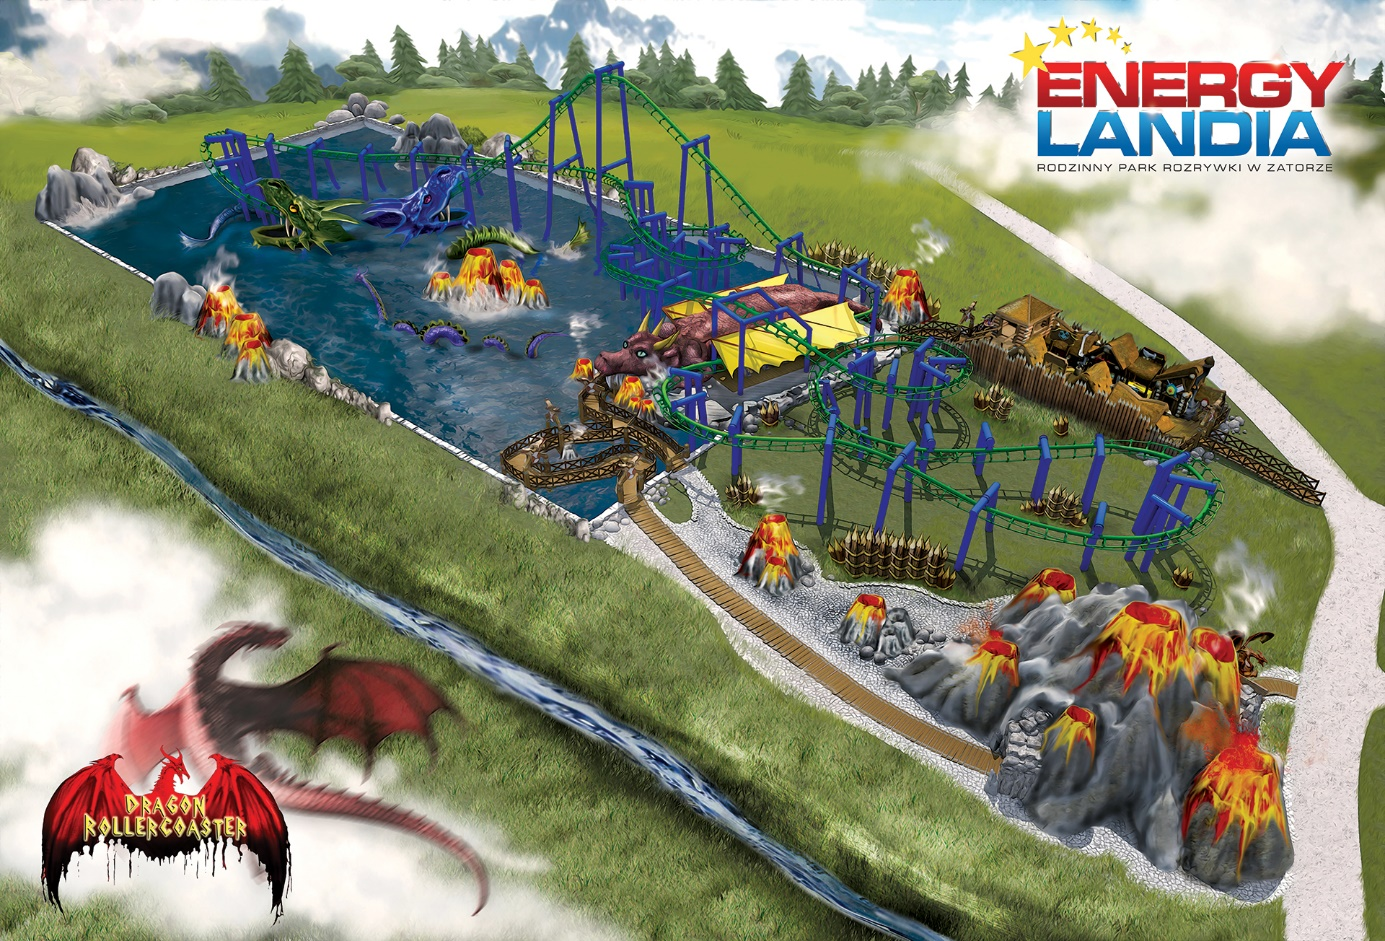 ENERGY
LANDIA
RODZINNY PARK ROZRYWKI W ZATORZE
DRAGON
ROLLERCOASTER